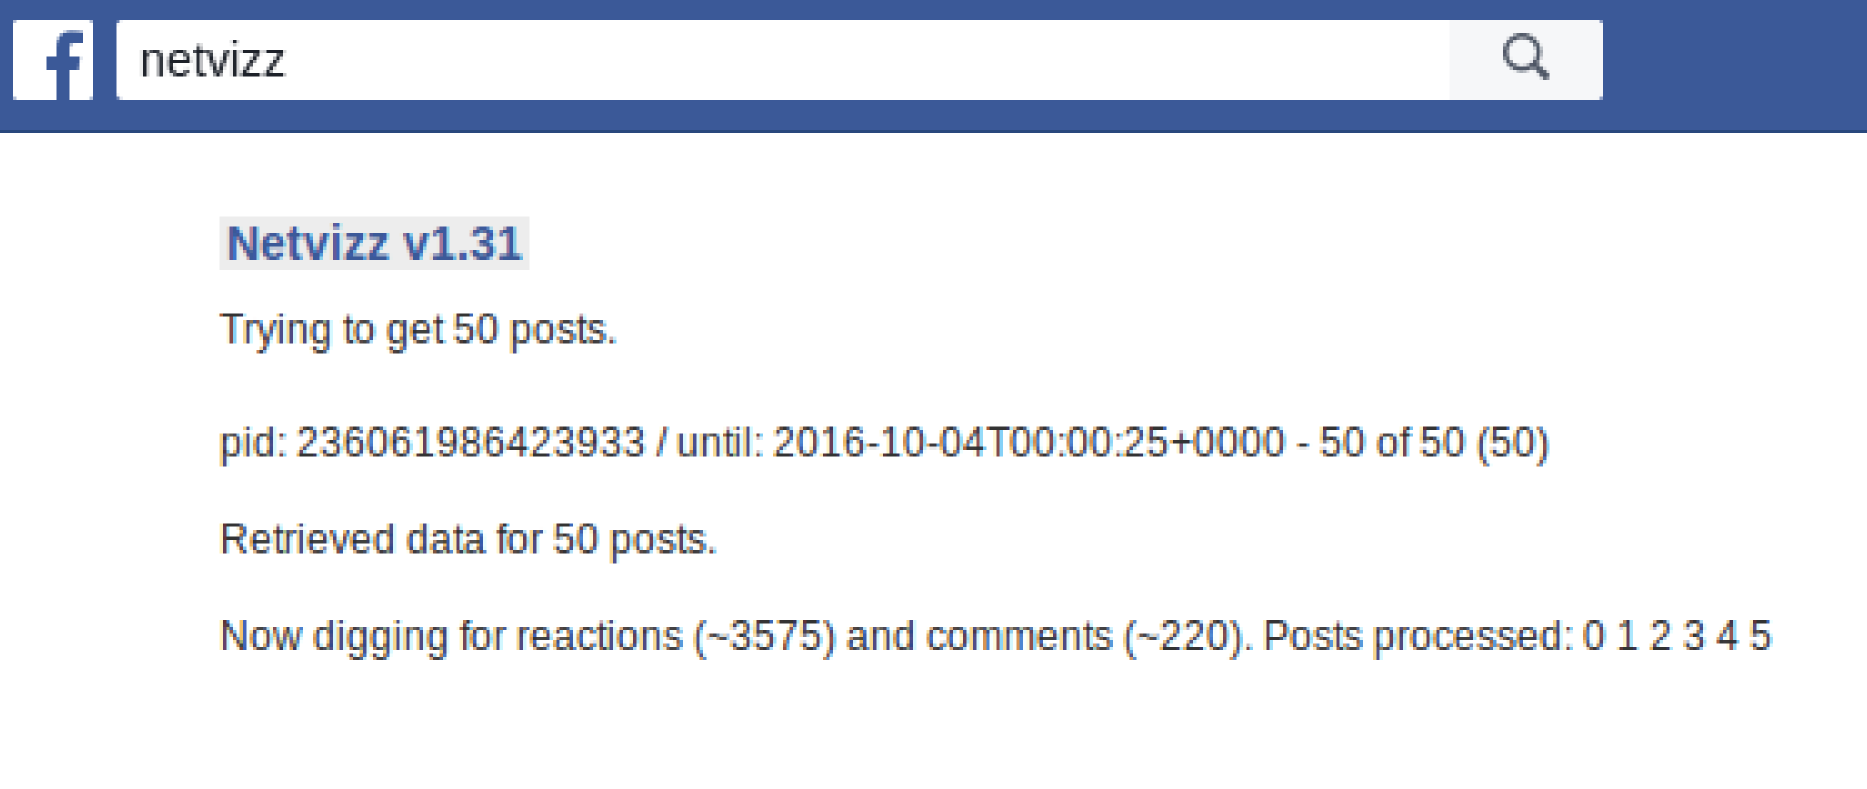 f
netvizz
Netvizz v1.31
Trying to get 50 posts.
pid: 236061986423933 / until: 2016-10-04T00:00:25+0000 - 50 of 50 (50)
Retrieved data for 50 posts.
Now digging for reactions (~3575) and comments (~220). Posts processed: 0 1 2 3 4 5